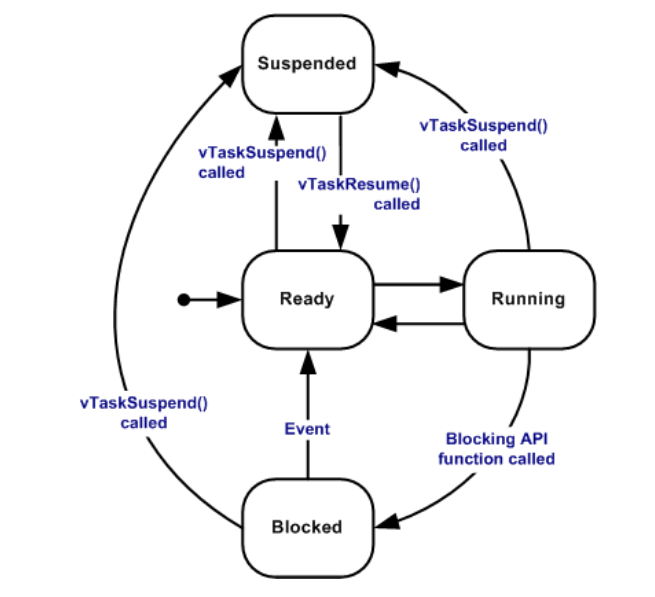 Suspended
vTaskSuspend()
called
vTaskSuspend()
called
vTaskResume()
called
Ready
Running
vTaskSuspend()
called
Event
Blocking API
function called
Blocked